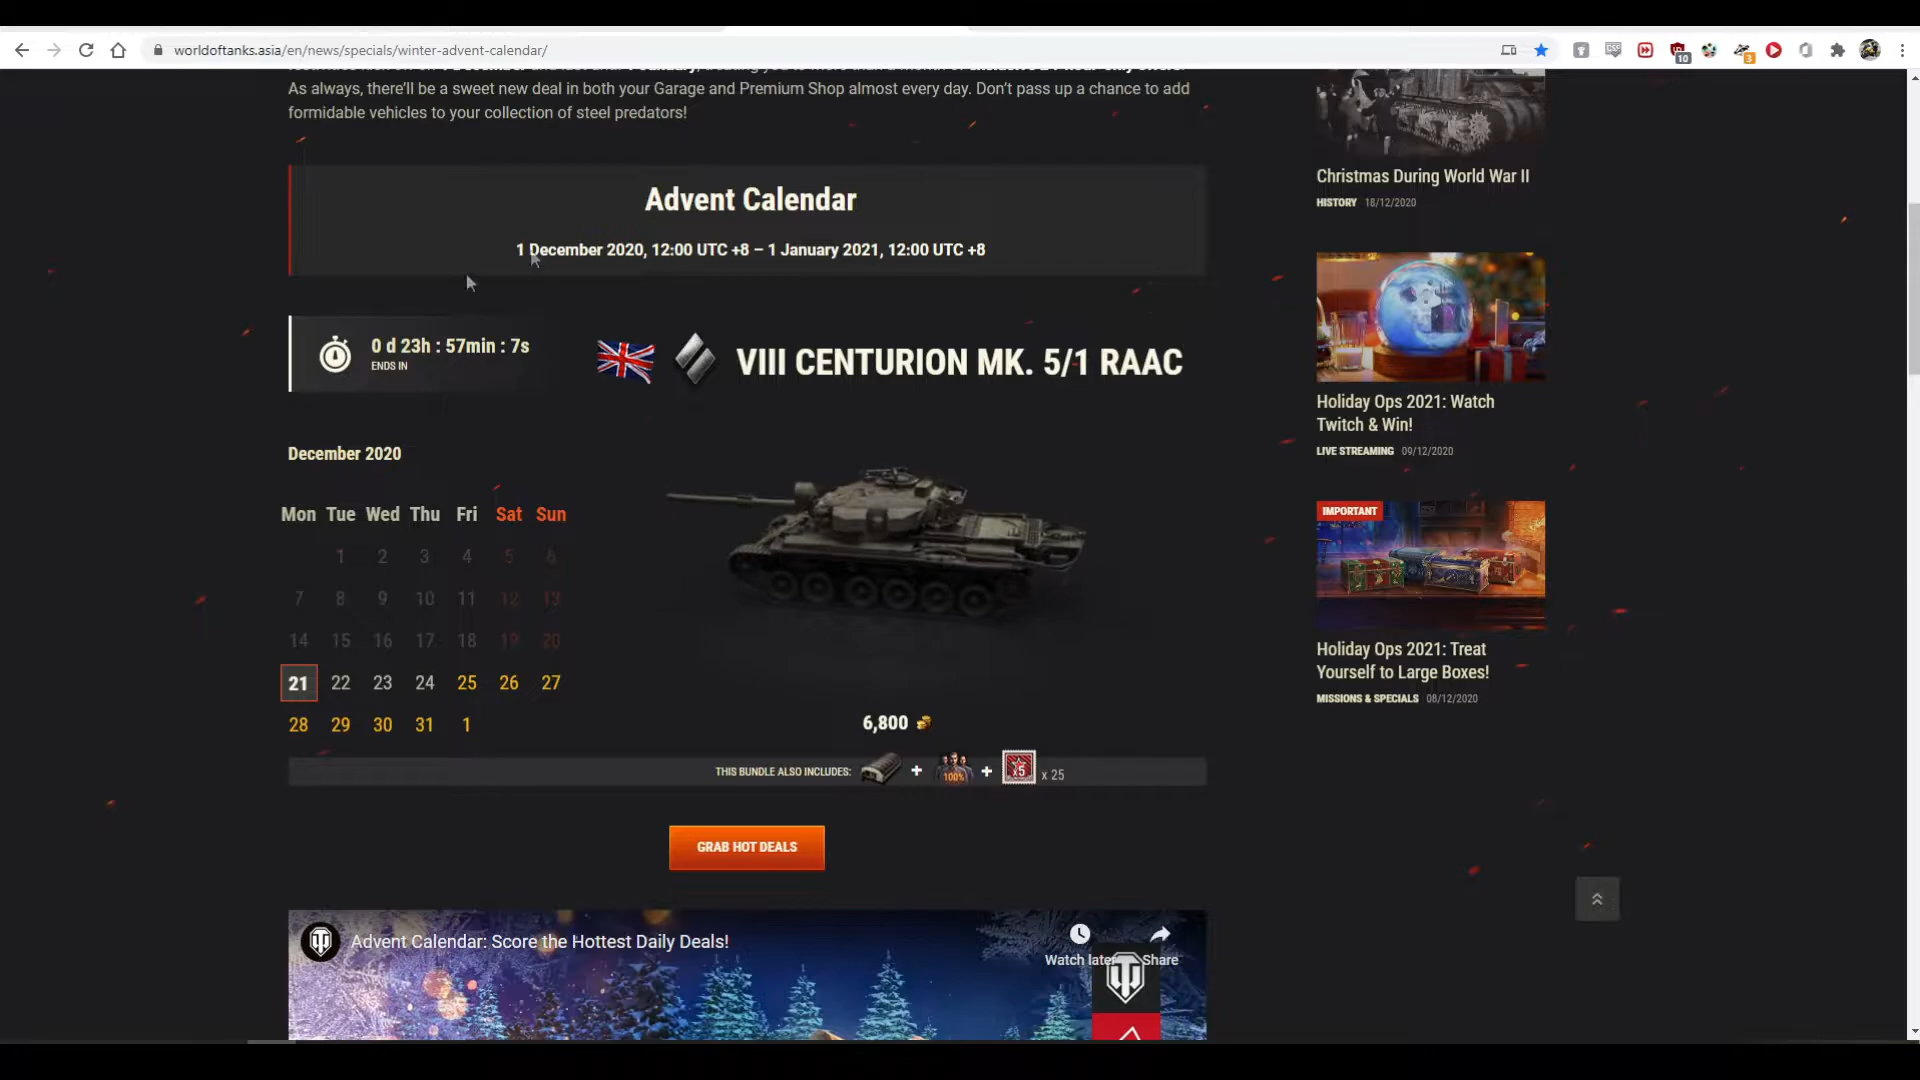 worldoftanks.asia/en/news/specials/winter-advent-calendar/
10
3
As always, there'll be a sweet new deal in both your Garage and Premium Shop almost every day. Don't pass up a chance to add
formidable vehicles to your collection of steel predators!
Advent Calendar
1 December 2020, 12:00 UTC +8 – 1 January 2021, 12:00 UTC +8
0 d 23h : 57min : 7s
ENDS IN
VIII CENTURION MK. 5/1 RAAC
December 2020
Mon Tue Wed Thu Fri Sat Sun
1 2 3 4 5 6
7 8 9 10 11 12 13
14 15 16 17 18 19 20
21 22 23 24 25 26 27
28 29 30 31 1
6,800
THIS BUNDLE ALSO INCLUDES: + 100% + x5 x 25
GRAB HOT DEALS
Advent Calendar: Score the Hottest Daily Deals!
Watch later
Share
Christmas During World War II
HISTORY 18/12/2020
Holiday Ops 2021: Watch
Twitch & Win!
LIVE STREAMING 09/12/2020
IMPORTANT
Holiday Ops 2021: Treat
Yourself to Large Boxes!
MISSIONS & SPECIALS 08/12/2020